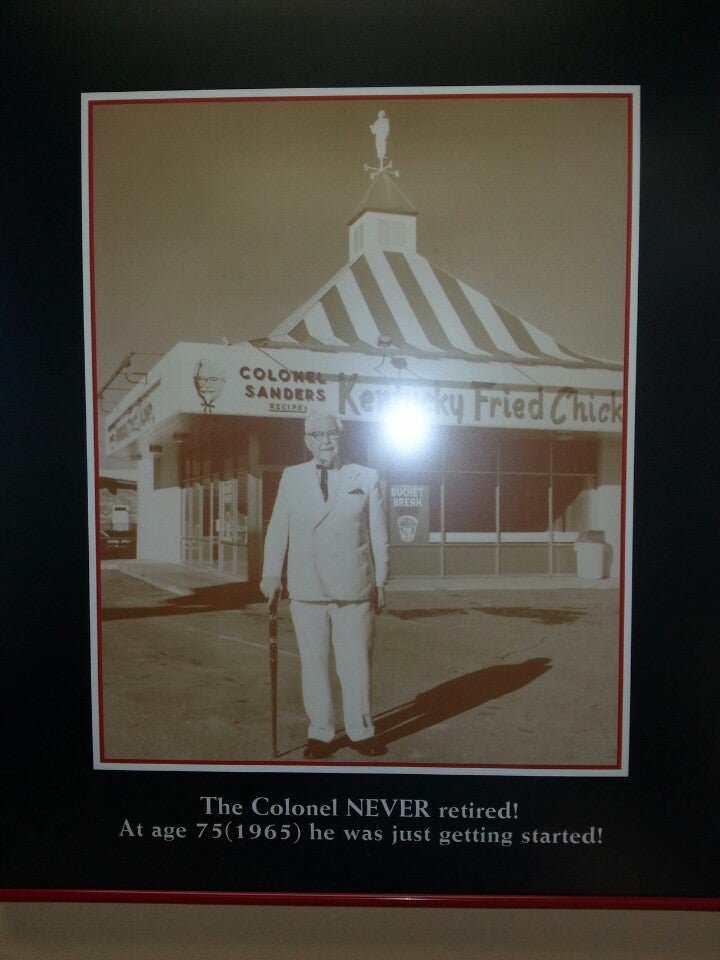 COLONEL
SANDERS
RECIPE
Kentucky Fried Chick
BUCKET
BREAK
The Colonel NEVER retired!
At age 75(1965) he was just getting started!